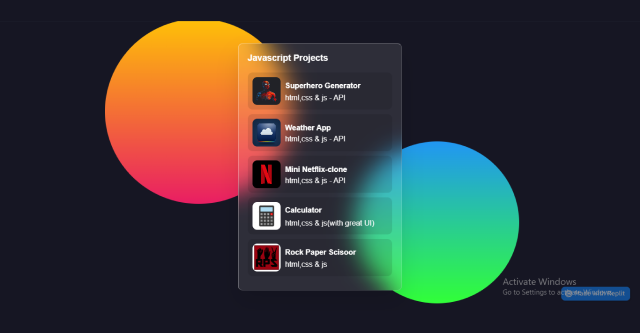 Javascript Projects
Superhero Generator
html,css & js - API
Weather App
html,css & js - API
Mini Netflix-clone
html,css & js - API
Calculator
html,css & js(with great UI)
RPS
Rock Paper Scisoor
html,css & js
Activate Windows
Go to Settings to activate Windows.
Made with Replit